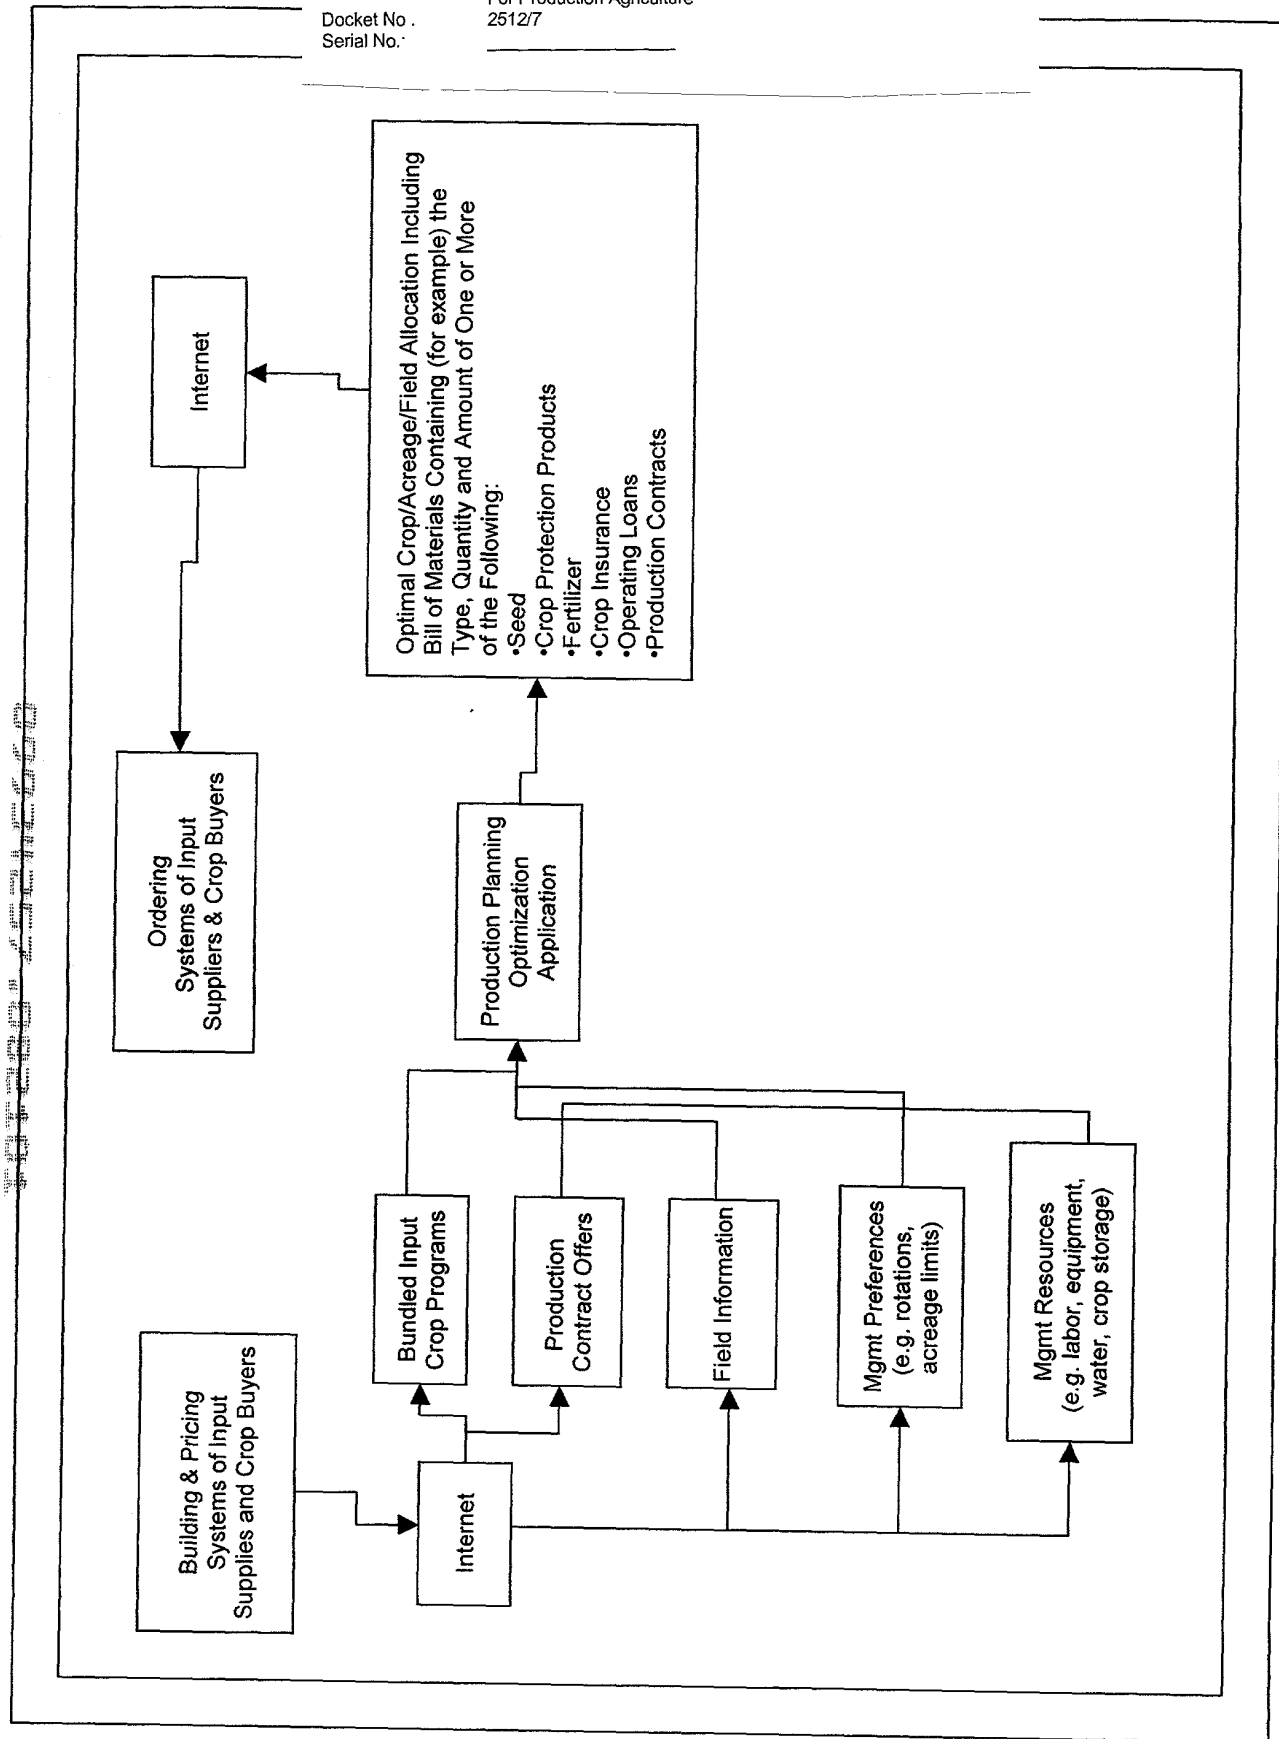 For Production Agriculture
Docket No .
2512/7
Serial No.
Building & Pricing
Systems of Input
Supplies and Crop Buyers
Internet
Bundled Input
Crop Programs
Production
Contract Offers
Field Information
Mgmt Preferences
(e.g. rotations,
acreage limits)
Mgmt Resources
(e.g. labor, equipment,
water, crop storage)
Production Planning
Optimization
Application
Optimal Crop/Acreage/Field Allocation Including
Bill of Materials Containing (for example) the
Type, Quantity and Amount of One or More
of the Following:
•Seed
•Crop Protection Products
•Fertilizer
•Crop Insurance
•Operating Loans
•Production Contracts
Internet
Ordering
Systems of Input
Suppliers & Crop Buyers